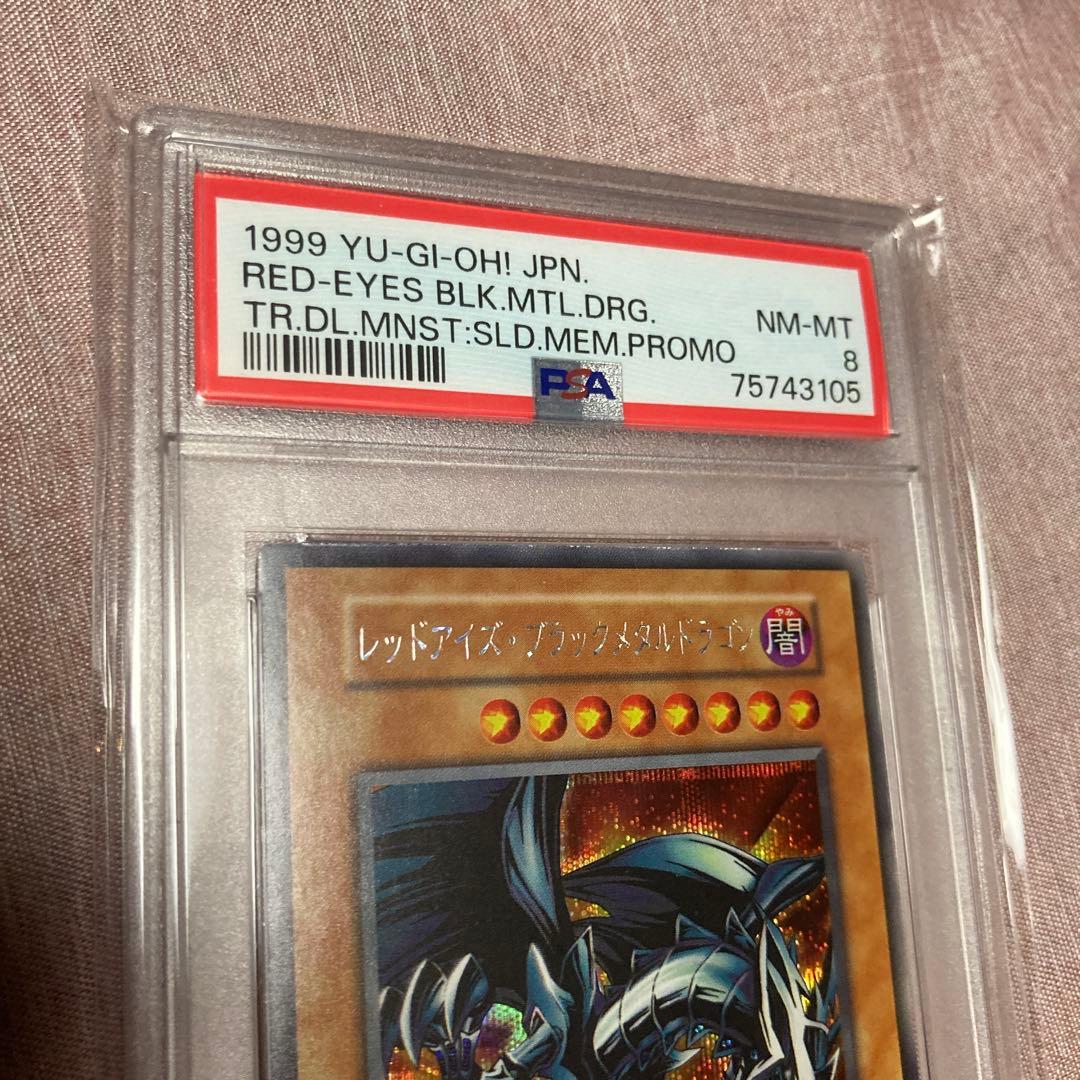 1999 YU-GI-OH! JPN.
RED-EYES BLK.MTL.DRG.
NM-MT
TR.DL.MNST:SLD.MEM.PROMO
8
PSA
75743105
レッドアイズ・ブラックメタルドラゴン
やみ
闇